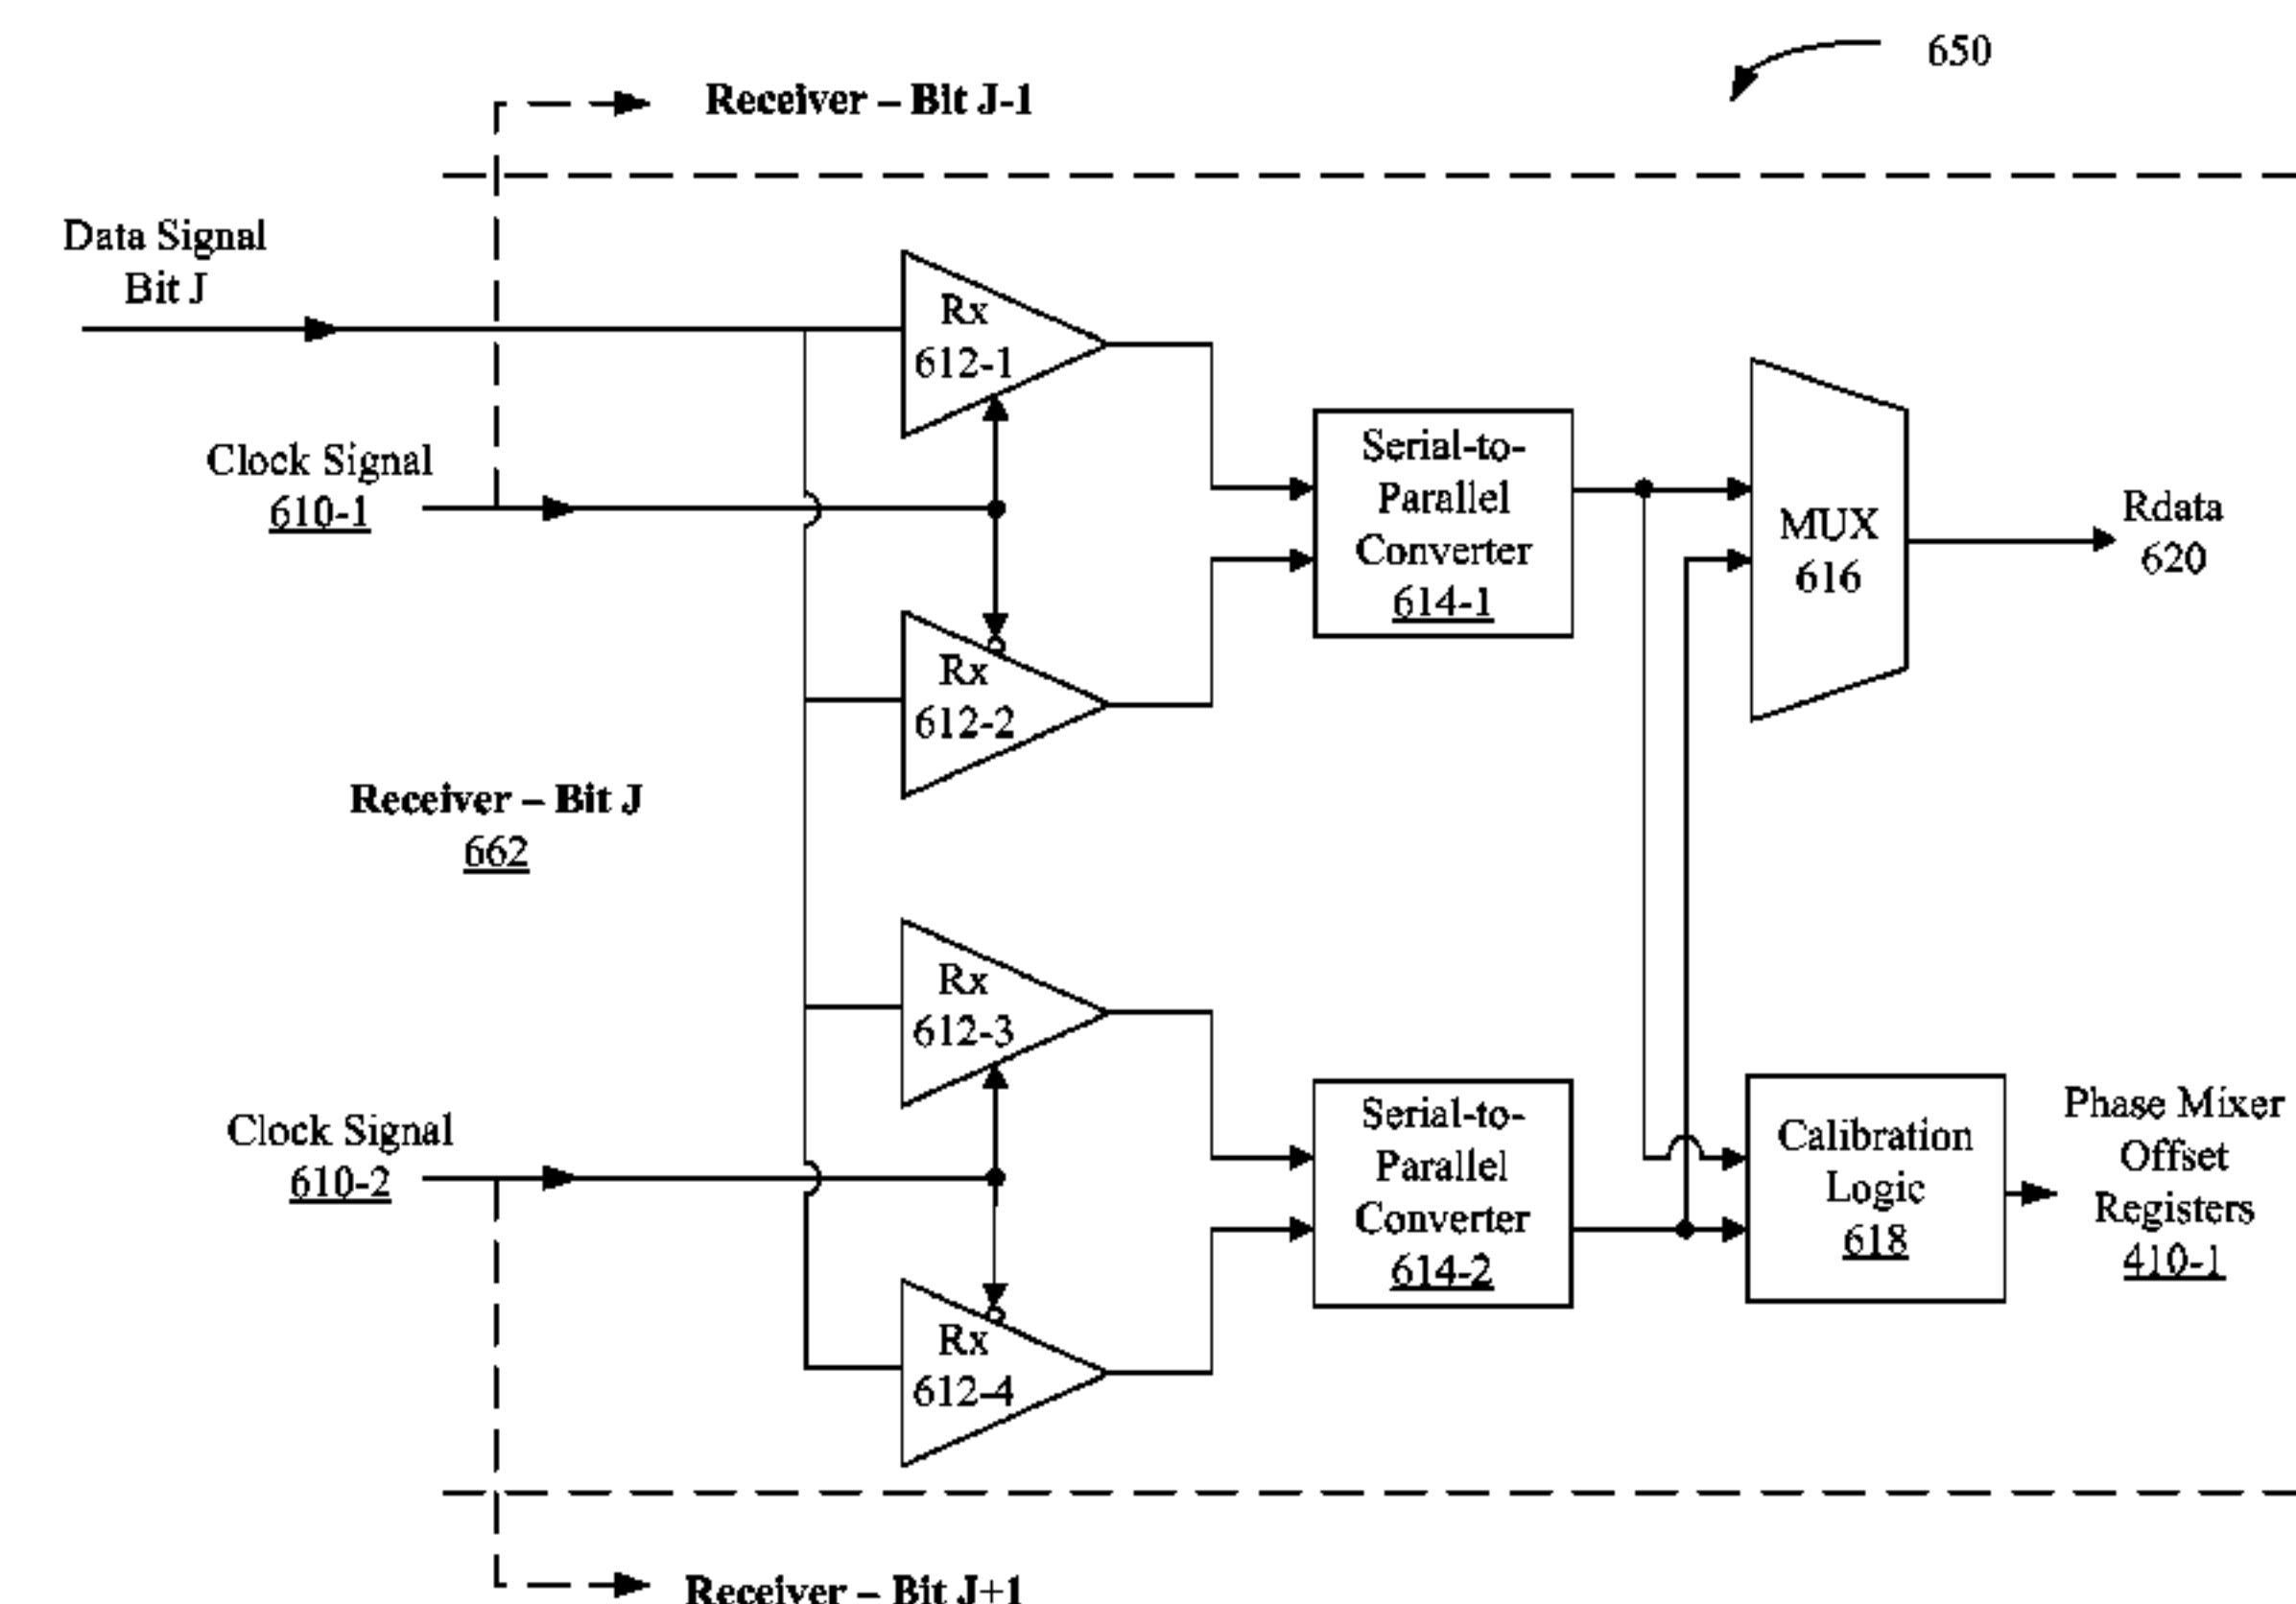 650
Receiver – Bit J-1
Data Signal
Bit J
Rx
612-1
Clock Signal
610-1
Serial-to-
Parallel
Converter
614-1
MUX
616
Rdata
620
Rx
612-2
Receiver – Bit J
662
Rx
612-3
Clock Signal
610-2
Serial-to-
Parallel
Converter
614-2
Calibration
Logic
618
Phase Mixer
Offset
Registers
410-1
Rx
612-4
Receiver – Bit J+1